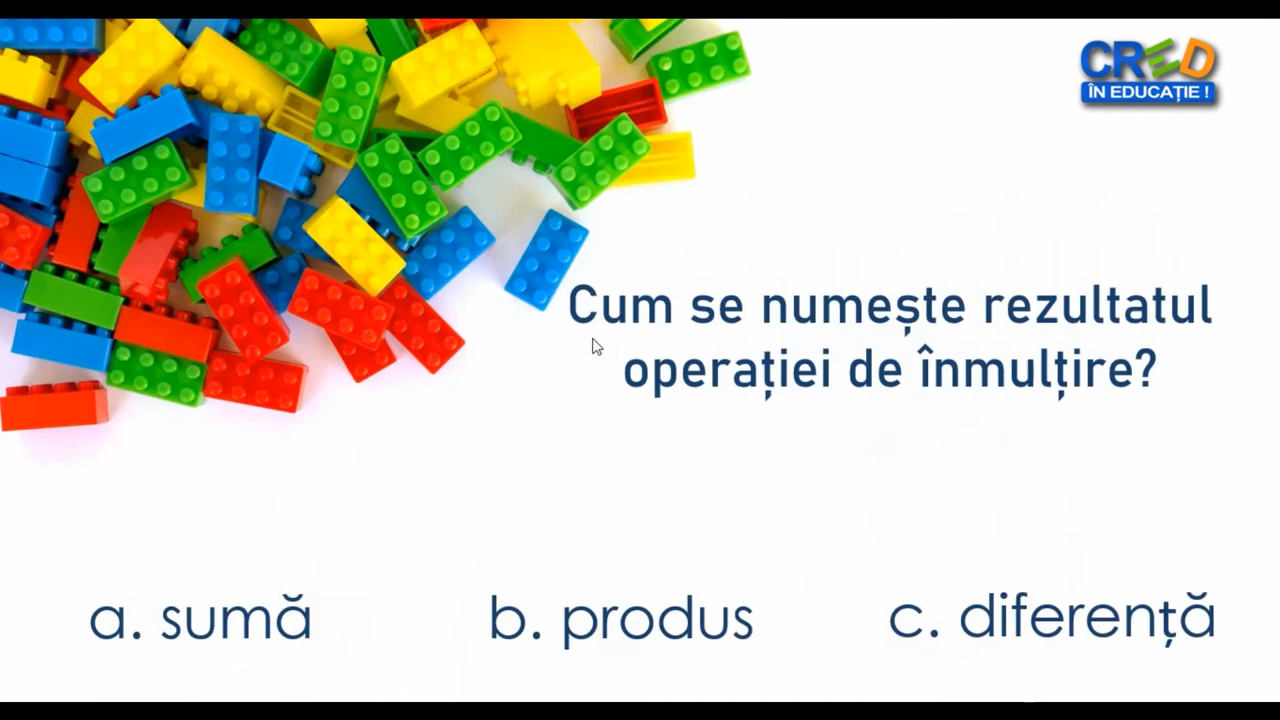 CRED
ÎN EDUCAȚIE !
Cum se numește rezultatul
operației de înmulțire?
a. sumă
b. produs
c. diferență